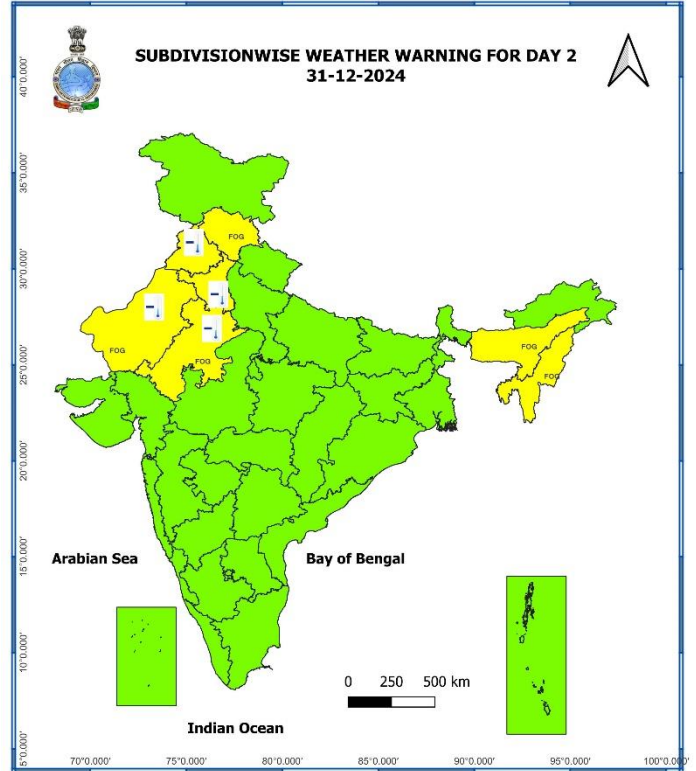 SUBDIVISIONWISE WEATHER WARNING FOR DAY 2
31-12-2024
40°0.000'
35°0.000'
30°0.000'
25°0.000'
20°0.000'
15°0.000'
10°0.000'
5°0.000'
FOG
FOG
FOG
FOG
FOG
Arabian Sea
Bay of Bengal
0 250 500 km
Indian Ocean
70°0.000' 75°0.000' 80°0.000' 85°0.000' 90°0.000' 95°0.000' 100°0.000'